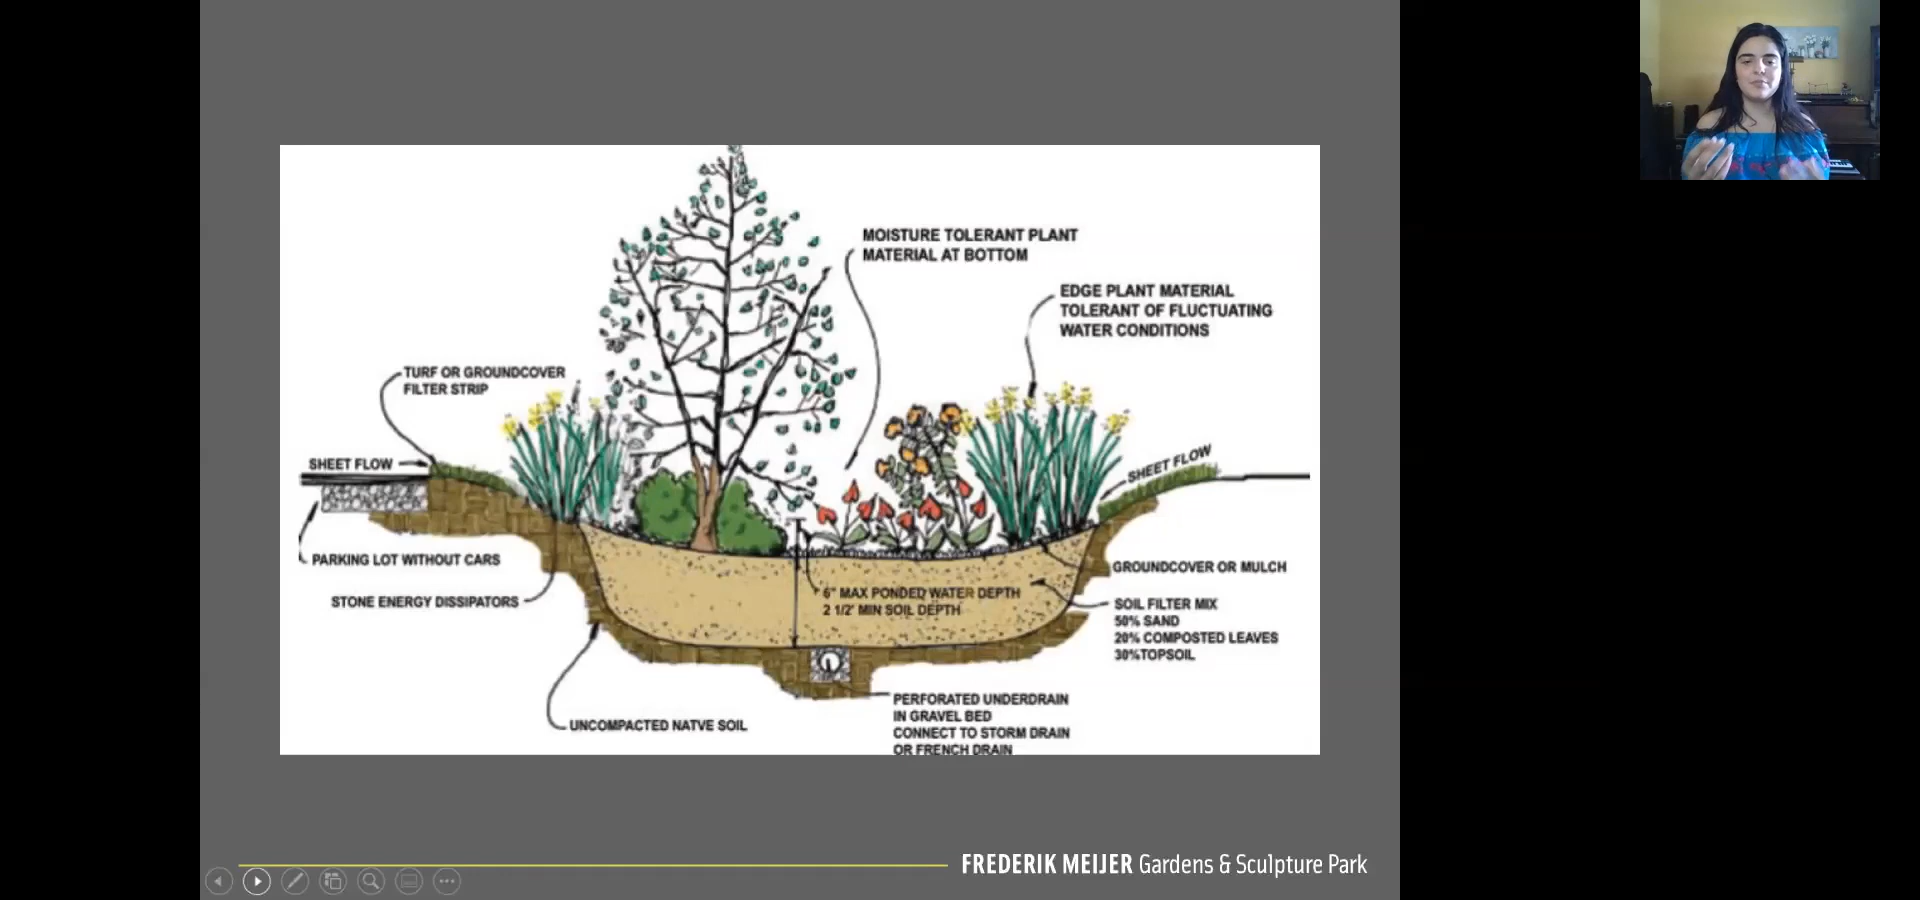 MOISTURE TOLERANT PLANT
MATERIAL AT BOTTOM
EDGE PLANT MATERIAL
TOLERANT OF FLUCTUATING
WATER CONDITIONS
TURF OR GROUNDCOVER
FILTER STRIP
SHEET FLOW
SHEET FLOW
PARKING LOT WITHOUT CARS
STONE ENERGY DISSIPATORS
6" MAX PONDED WATER DEPTH
2 1/2' MIN SOIL DEPTH
GROUNDCOVER OR MULCH
SOIL FILTER MIX
50% SAND
20% COMPOSTED LEAVES
30%TOPSOIL
UNCOMPACTED NATVE SOIL
PERFORATED UNDERDRAIN
IN GRAVEL BED
CONNECT TO STORM DRAIN
OR FRENCH DRAIN
FREDERIK MEIJER Gardens & Sculpture Park